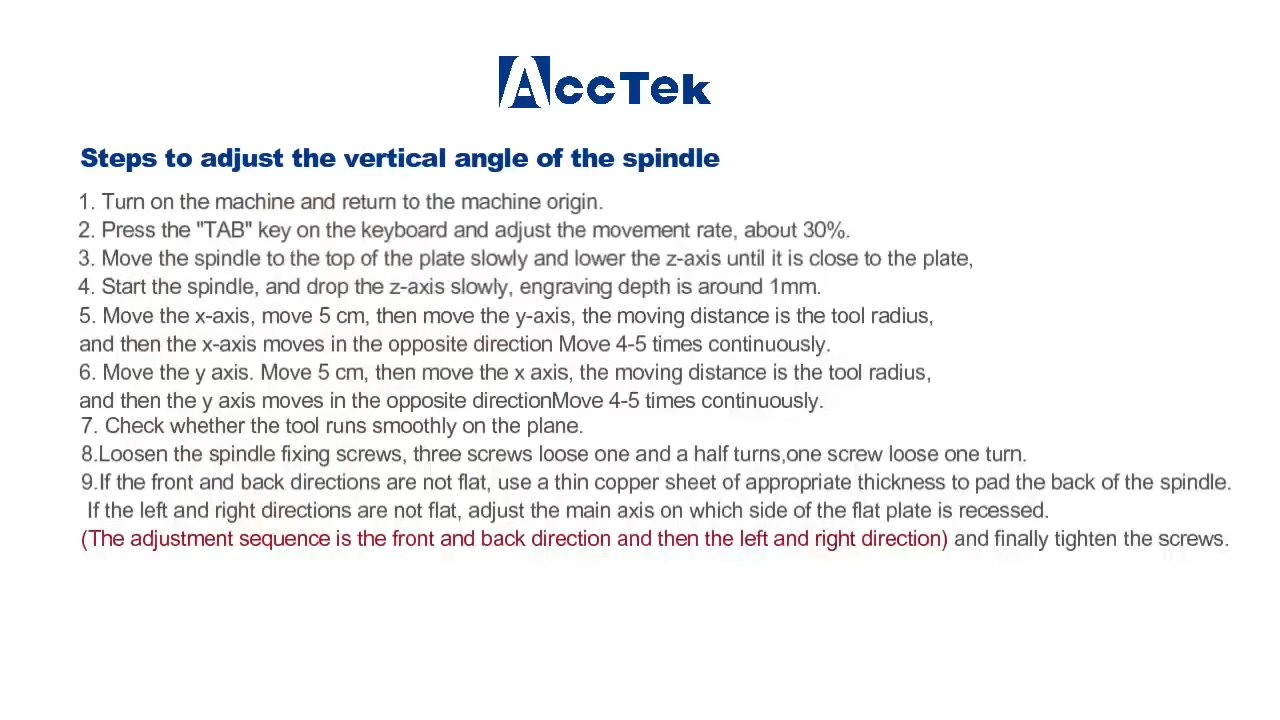 AccTek
Steps to adjust the vertical angle of the spindle
1. Turn on the machine and return to the machine origin.
2. Press the "TAB" key on the keyboard and adjust the movement rate, about 30%.
3. Move the spindle to the top of the plate slowly and lower the z-axis until it is close to the plate,
4. Start the spindle, and drop the z-axis slowly, engraving depth is around 1mm.
5. Move the x-axis, move 5 cm, then move the y-axis, the moving distance is the tool radius,
and then the x-axis moves in the opposite direction Move 4-5 times continuously.
6. Move the y axis. Move 5 cm, then move the x axis, the moving distance is the tool radius,
and then the y axis moves in the opposite directionMove 4-5 times continuously.
7. Check whether the tool runs smoothly on the plane.
8.Loosen the spindle fixing screws, three screws loose one and a half turns,one screw loose one turn.
9.If the front and back directions are not flat, use a thin copper sheet of appropriate thickness to pad the back of the spindle.
If the left and right directions are not flat, adjust the main axis on which side of the flat plate is recessed.
(The adjustment sequence is the front and back direction and then the left and right direction) and finally tighten the screws.